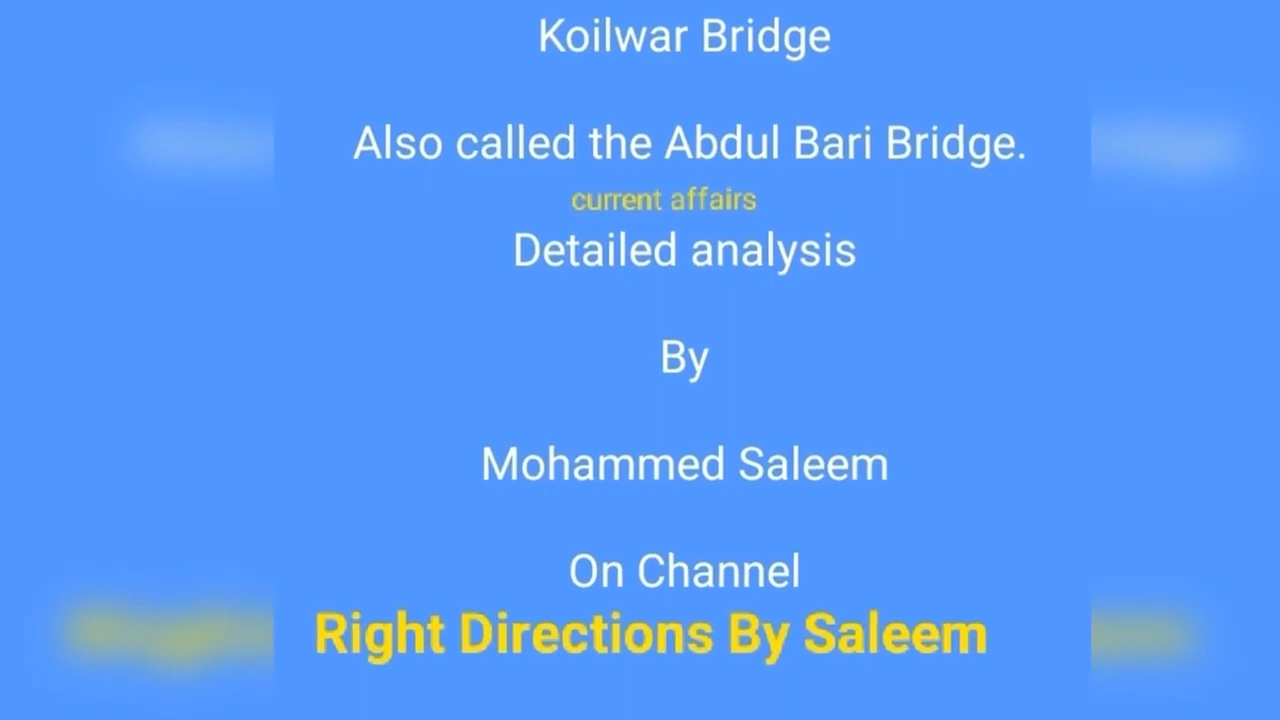 Koilwar Bridge
Also called the Abdul Bari Bridge.
current affairs
Detailed analysis
By
Mohammed Saleem
On Channel
Right Directions By Saleem